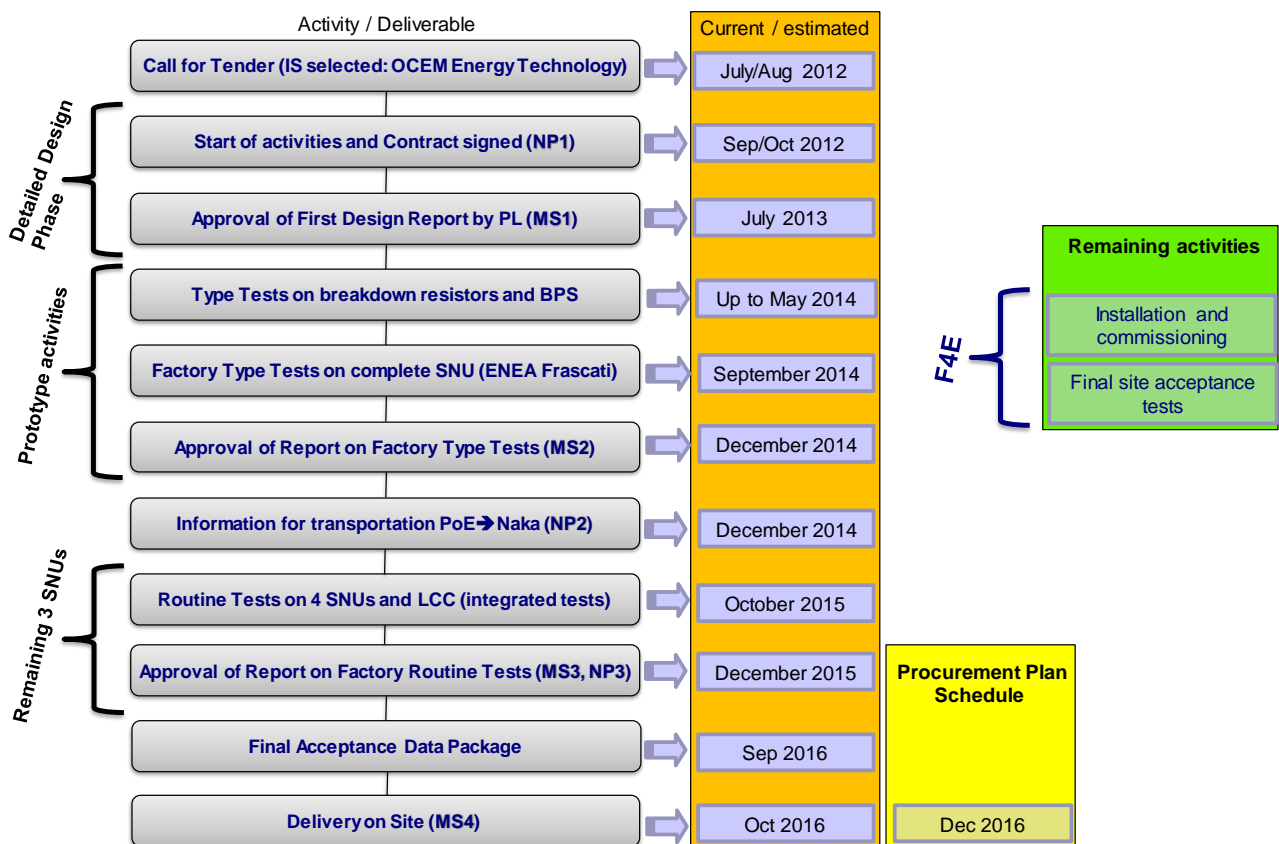 Activity / Deliverable
Current / estimated
Call for Tender (IS selected: OCEM Energy Technology)
July/Aug 2012
Detailed Design
Phase
Start of activities and Contract signed (NP1)
Sep/Oct 2012
Approval of First Design Report by PL (MS1)
July 2013
Prototype activities
Type Tests on breakdown resistors and BPS
Up to May 2014
Factory Type Tests on complete SNU (ENEA Frascati)
September 2014
Approval of Report on Factory Type Tests (MS2)
December 2014
Information for transportation PoE➔Naka (NP2)
December 2014
Remaining 3 SNUs
Routine Tests on 4 SNUs and LCC (integrated tests)
October 2015
Approval of Report on Factory Routine Tests (MS3, NP3)
December 2015
Final Acceptance Data Package
Sep 2016
Delivery on Site (MS4)
Oct 2016
Procurement Plan
Schedule
Dec 2016
Remaining activities
F4E
Installation and
commissioning
Final site acceptance
tests